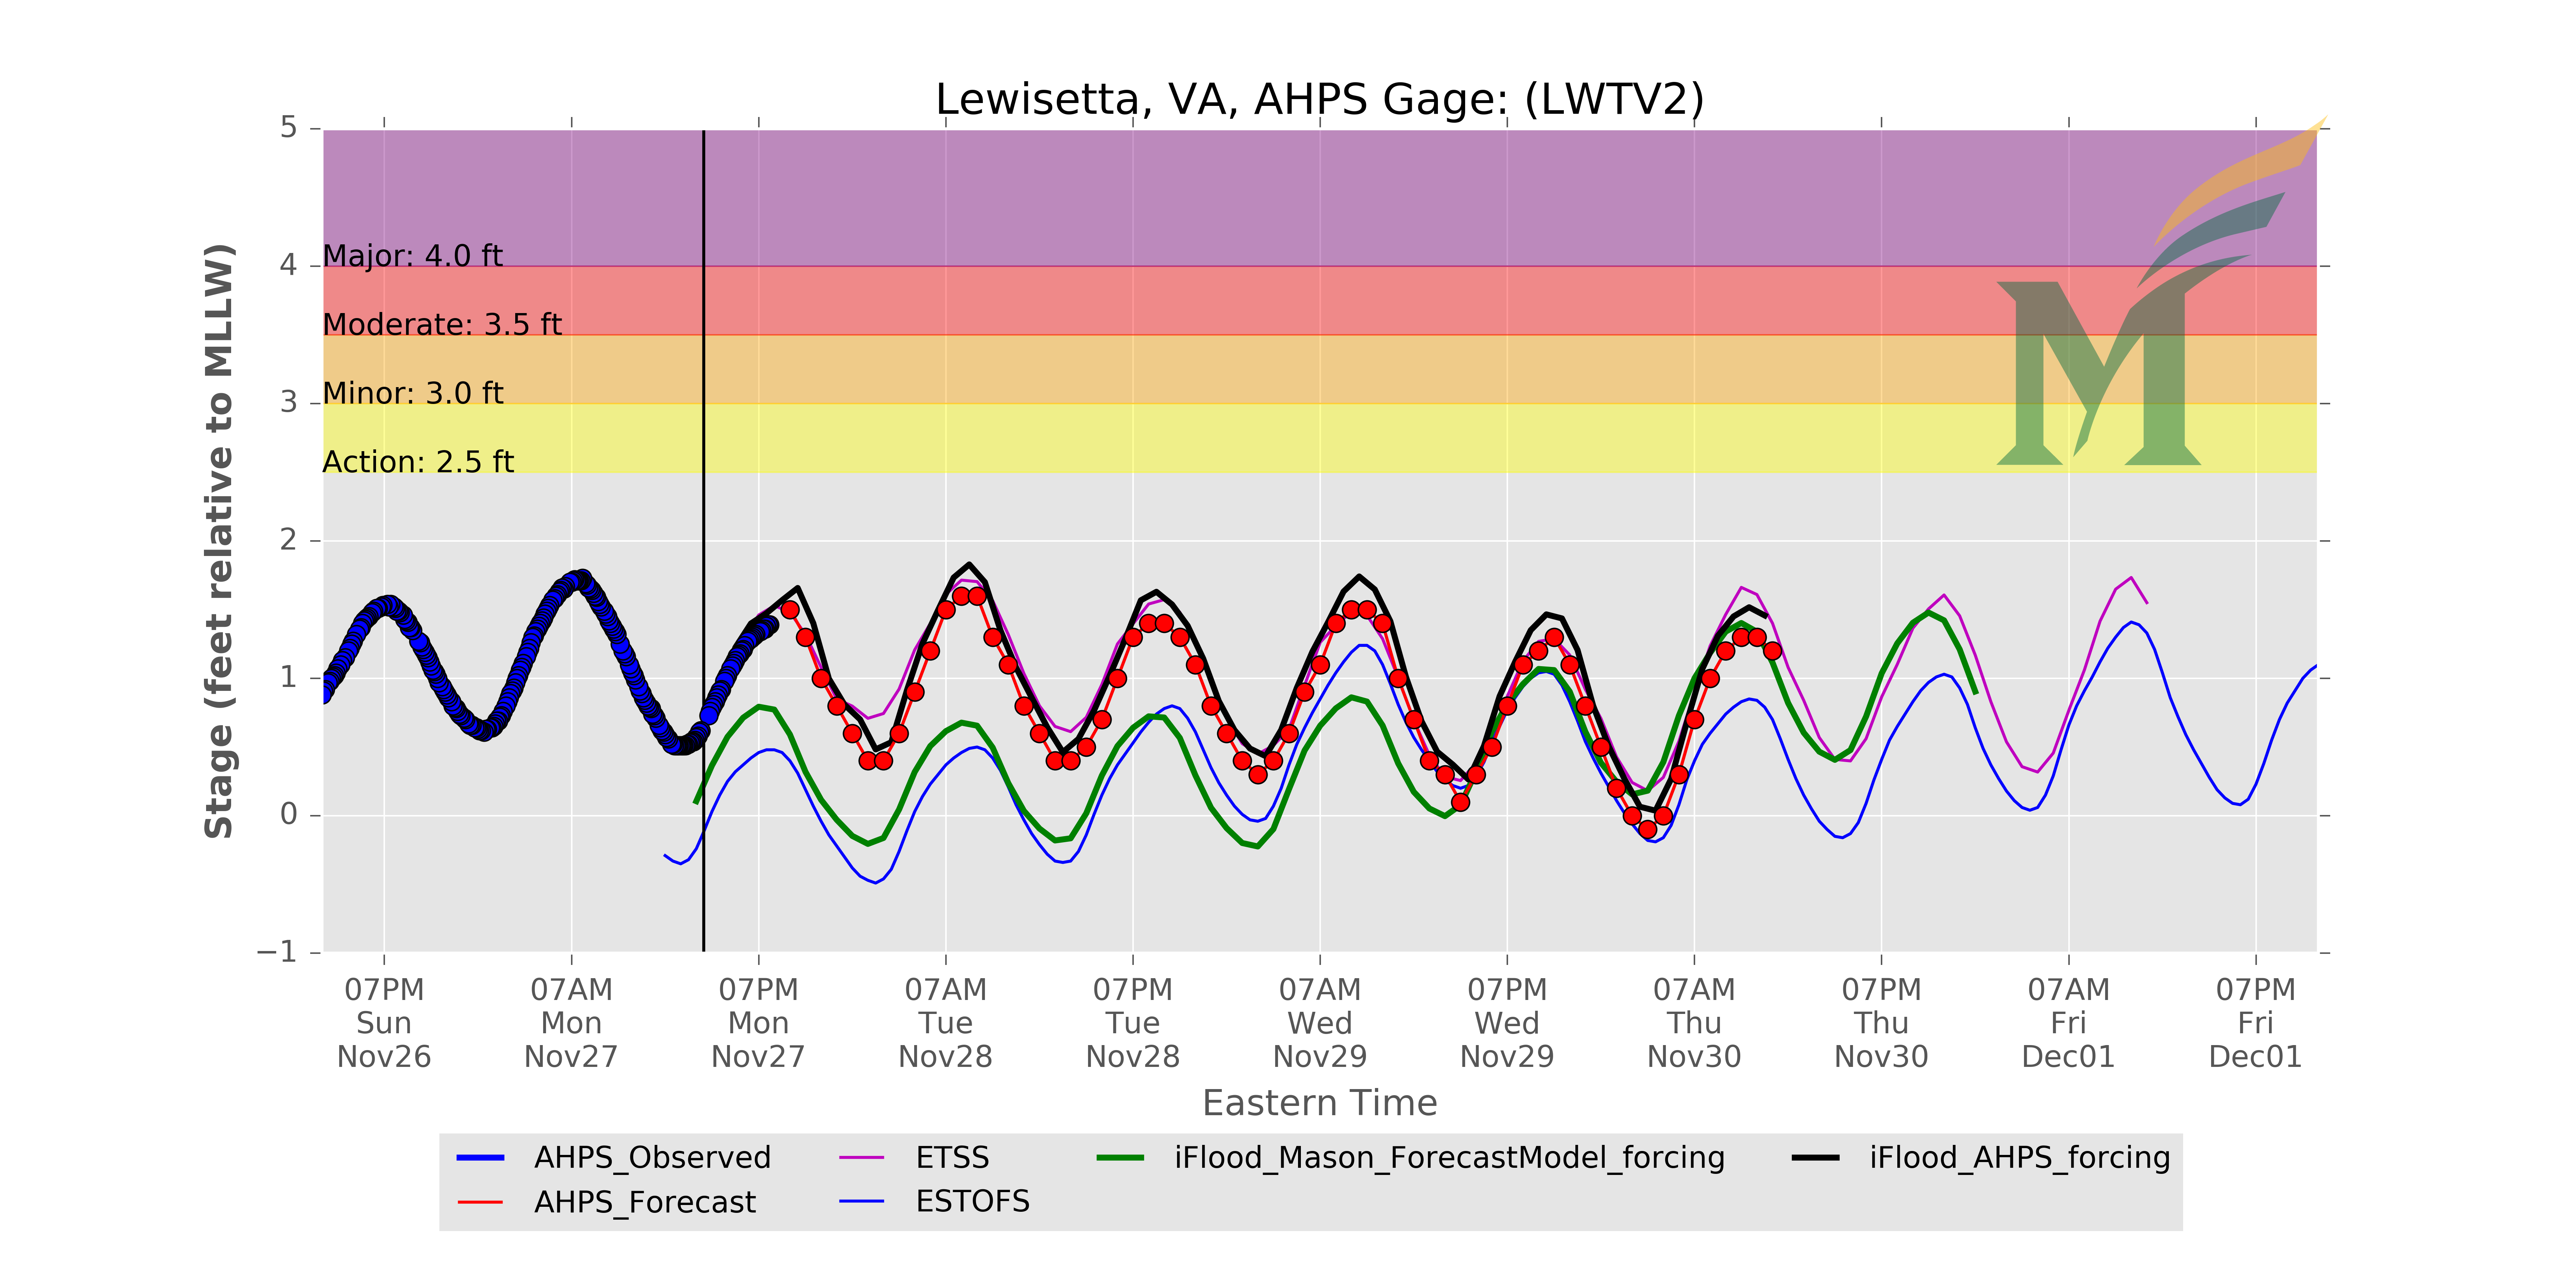 Lewisetta, VA, AHPS Gage: (LWTV2)
Stage (feet relative to MLLW)
5
4
3
2
1
0
−1
Major: 4.0 ft
Moderate: 3.5 ft
Minor: 3.0 ft
Action: 2.5 ft
M
07PM 07AM 07PM 07AM 07PM 07AM 07PM 07AM 07PM 07AM 07PM
Sun Mon Mon Tue Tue Wed Wed Thu Thu Fri Fri
Nov26 Nov27 Nov27 Nov28 Nov28 Nov29 Nov29 Nov30 Nov30 Dec01 Dec01
Eastern Time
AHPS_Observed ETSS iFlood_Mason_ForecastModel_forcing iFlood_AHPS_forcing
AHPS_Forecast ESTOFS